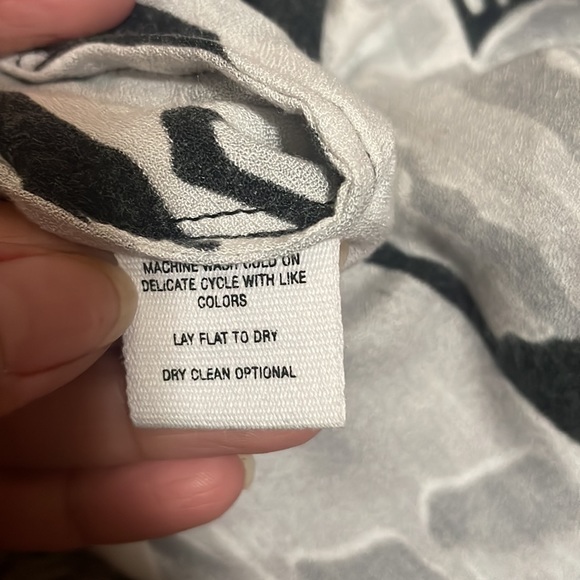 MACHINE WASH COLD ON
DELICATE CYCLE WITH LIKE
COLORS
LAY FLAT TO DRY
DRY CLEAN OPTIONAL